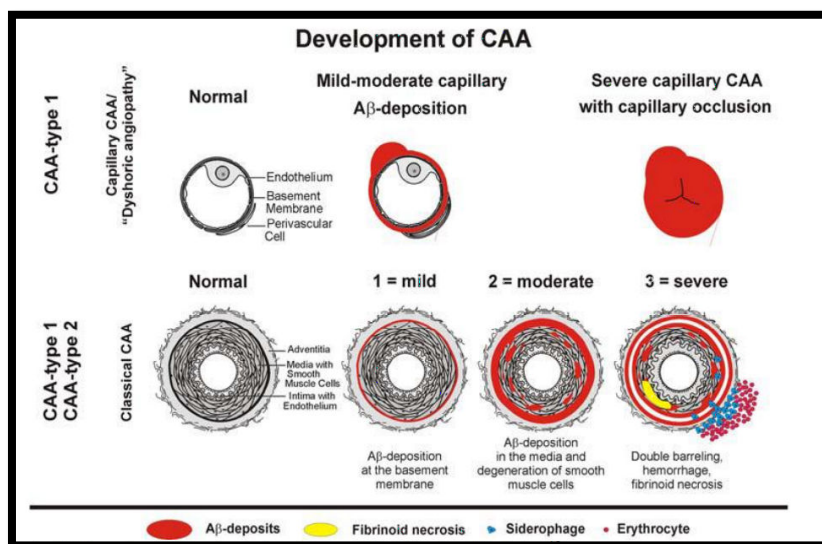 Development of CAA
CAA-type 1
Capillary CAA/
"Dyshoric angiopathy"
Normal
Mild-moderate capillary
Aβ-deposition
Severe capillary CAA
with capillary occlusion
Endothelium
Basement
Membrane
Perivascular
Cell
CAA-type 1
CAA-type 2
Classical CAA
Normal
1 = mild
2 = moderate
3 = severe
Adventitia
Media with
Smooth
Muscle Cells
Intima with
Endothelium
Aβ-deposition
at the basement
membrane
Aβ-deposition
in the media and
degeneration of smooth
muscle cells
Double barreling,
hemorrhage,
fibrinoid necrosis
Aβ-deposits
Fibrinoid necrosis
Siderophage
Erythrocyte